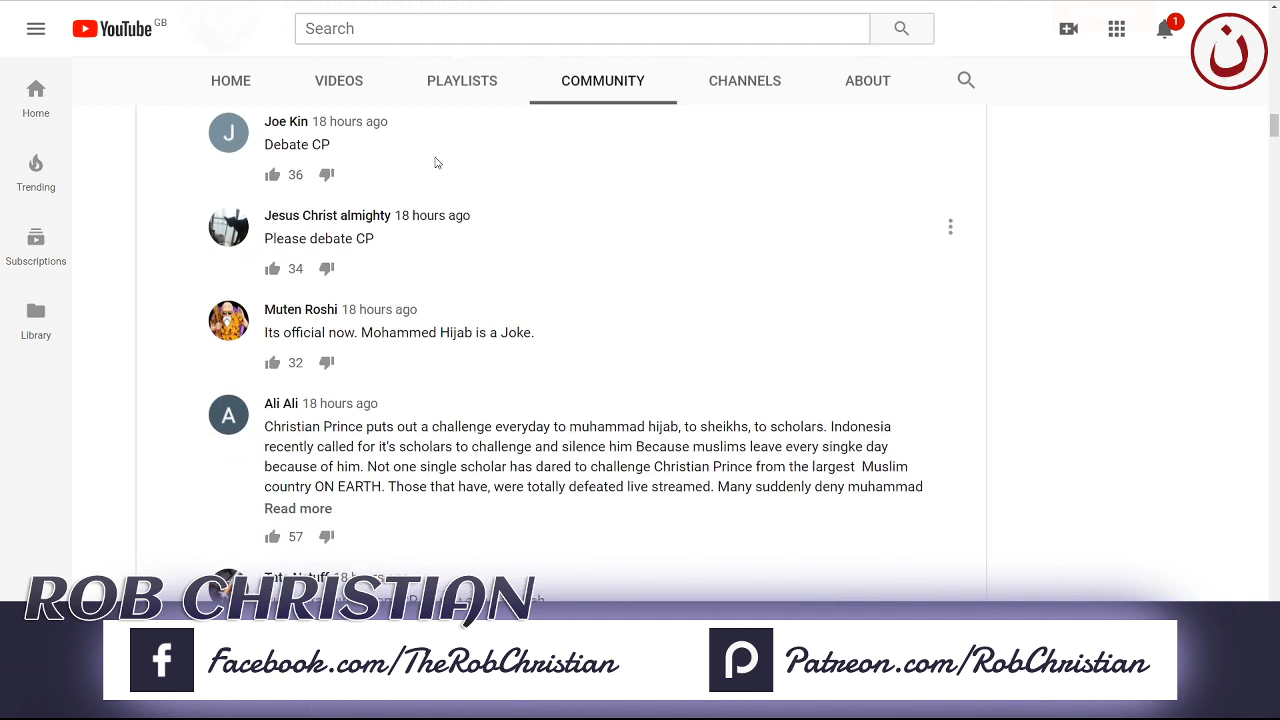 YouTube GB
Search
1
ن
HOME VIDEOS PLAYLISTS COMMUNITY CHANNELS ABOUT
Home
Trending
Subscriptions
Library
J
Joe Kin 18 hours ago
Debate CP
36
Jesus Christ almighty 18 hours ago
Please debate CP
34
Muten Roshi 18 hours ago
Its official now. Mohammed Hijab is a Joke.
32
A
Ali Ali 18 hours ago
Christian Prince puts out a challenge everyday to muhammad hijab, to sheikhs, to scholars. Indonesia
recently called for it's scholars to challenge and silence him Because muslims leave every singke day
because of him. Not one single scholar has dared to challenge Christian Prince from the largest Muslim
country ON EARTH. Those that have, were totally defeated live streamed. Many suddenly deny muhammad
Read more
57
ROB CHRISTIAN
Facebook.com/TheRobChristian
Patreon.com/RobChristian